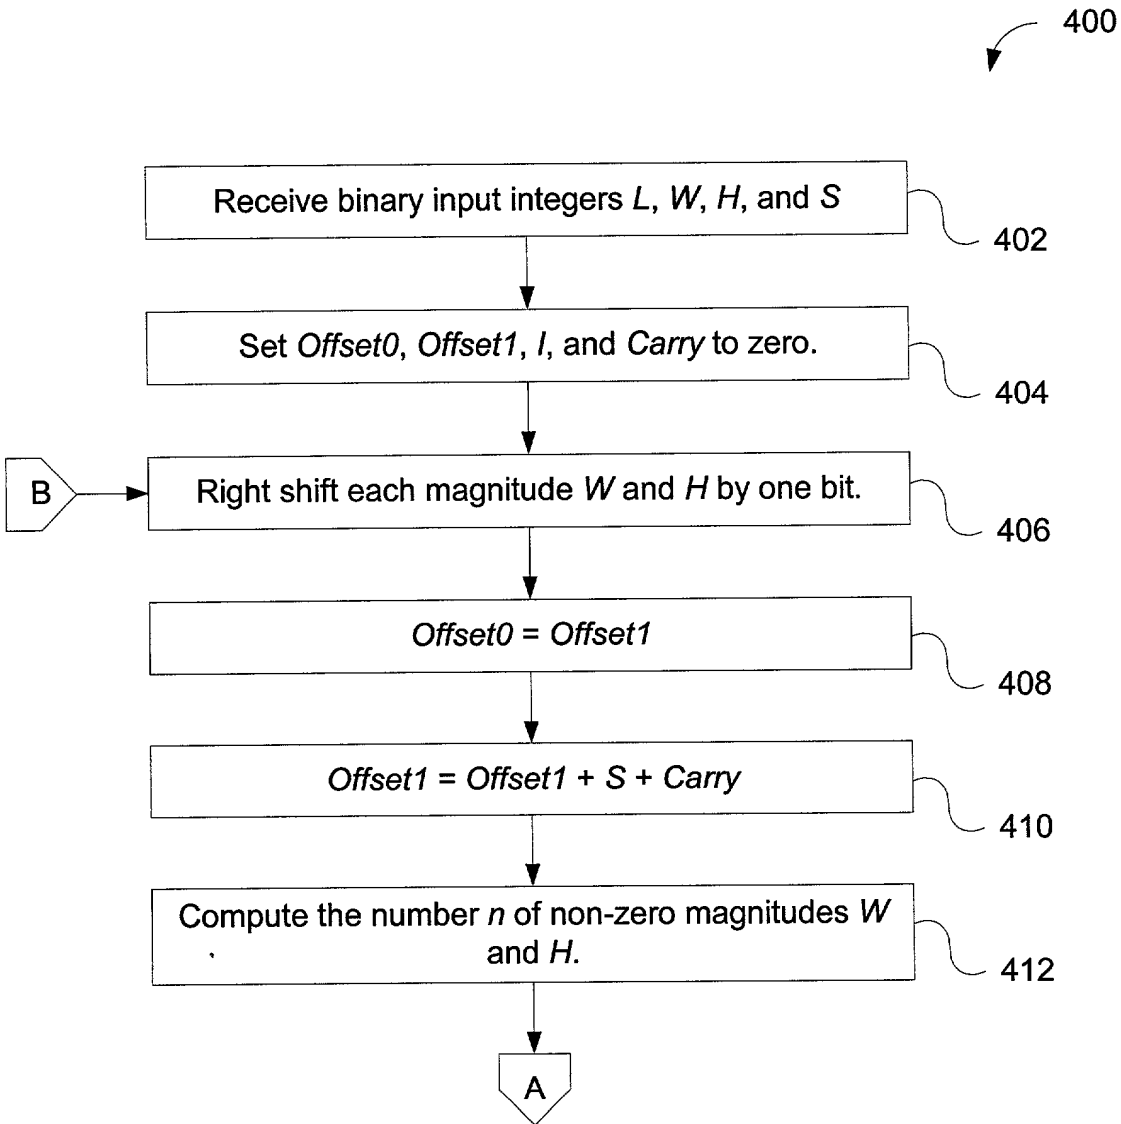 400
Receive binary input integers L, W, H, and S
402
Set Offset0, Offset1, I, and Carry to zero.
404
B
Right shift each magnitude W and H by one bit.
406
Offset0 = Offset1
408
Offset1 = Offset1 + S + Carry
410
Compute the number n of non-zero magnitudes W
and H.
412
A